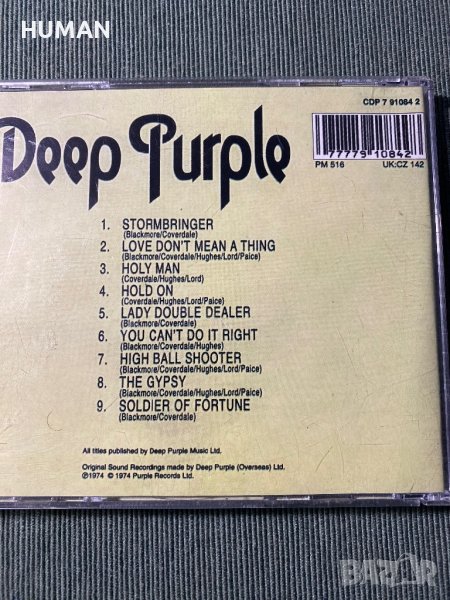 HUMAN
CDP 7 91084 2
77779 10842
PM 516
UK:CZ 142
Deep Purple
1. STORMBRINGER
(Blackmore/Coverdale)
2. LOVE DON'T MEAN A THING
(Blackmore/Coverdale/Hughes/Lord/Paice)
3. HOLY MAN
(Coverdale/Hughes/Lord)
4. HOLD ON
(Coverdale/Hughes/Lord/Paice)
5. LADY DOUBLE DEALER
(Blackmore/Coverdale)
6. YOU CAN'T DO IT RIGHT
(Blackmore/Coverdale/Hughes)
7. HIGH BALL SHOOTER
(Blackmore/Coverdale/Hughes/Lord/Paice)
8. THE GYPSY
(Blackmore/Coverdale/Hughes/Lord/Paice)
9. SOLDIER OF FORTUNE
(Blackmore/Coverdale)
All titles published by Deep Purple Music Ltd.
Original Sound Recordings made by Deep Purple (Overseas) Ltd.
℗1974 © 1974 Purple Records Ltd.
BAZAR